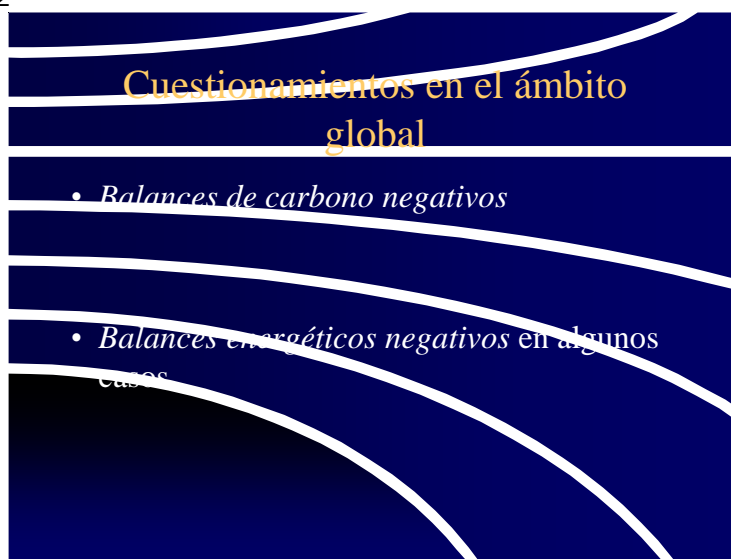 Cuestionamientos en el ámbito
global
• Balances de carbono negativos
• Balances energéticos negativos en algunos
casos